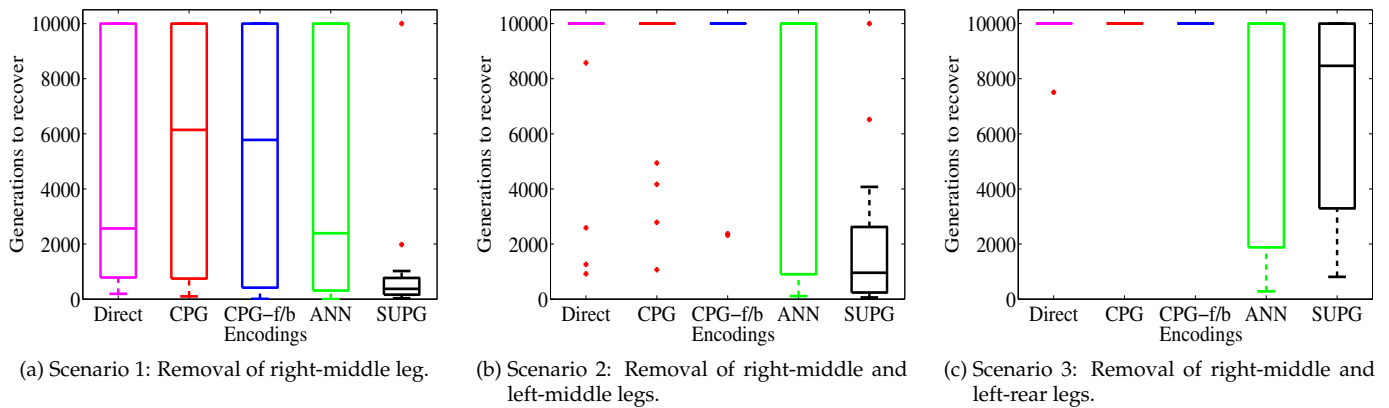 Generations to recover
10000
8000
6000
4000
2000
0
Direct CPG CPG−f/b ANN SUPG
Encodings
(a) Scenario 1: Removal of right-middle leg.
Generations to recover
10000
8000
6000
4000
2000
0
Direct CPG CPG−f/b ANN SUPG
Encodings
(b) Scenario 2: Removal of right-middle and
left-middle legs.
Generations to recover
10000
8000
6000
4000
2000
0
Direct CPG CPG−f/b ANN SUPG
Encodings
(c) Scenario 3: Removal of right-middle and
left-rear legs.